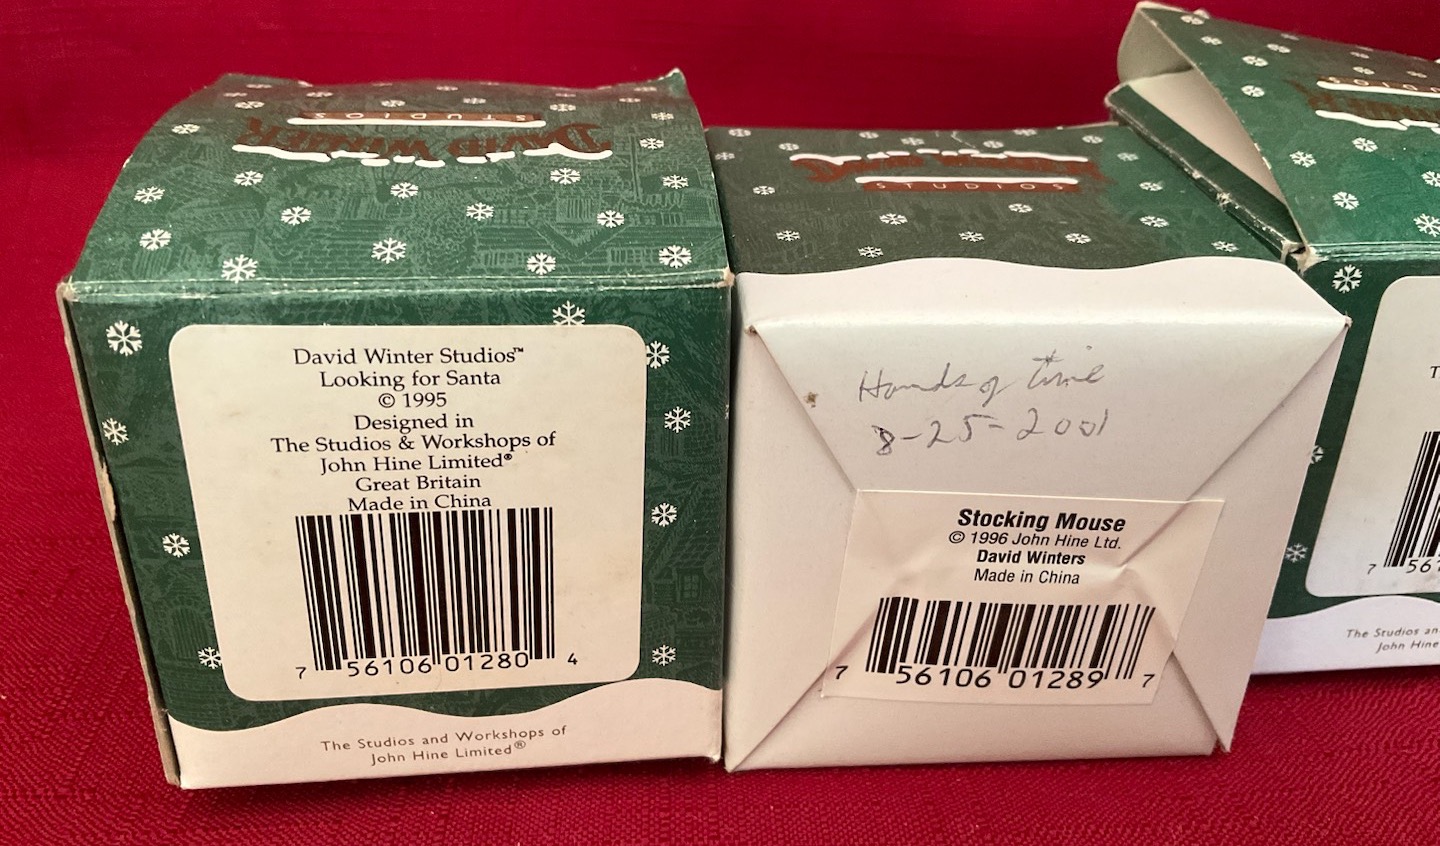 DAVID WINTER
STUDIOS
David Winter Studios™
Looking for Santa
© 1995
Designed in
The Studios & Workshops of
John Hine Limited®
Great Britain
Made in China
7 56106 01280 4
The Studios and Workshops of
John Hine Limited®
STUDIOS
Hands of time
8-25-2001
Stocking Mouse
© 1996 John Hine Ltd.
David Winters
Made in China
7 56106 01289 7
T
7 561
The Studios an
John Hine